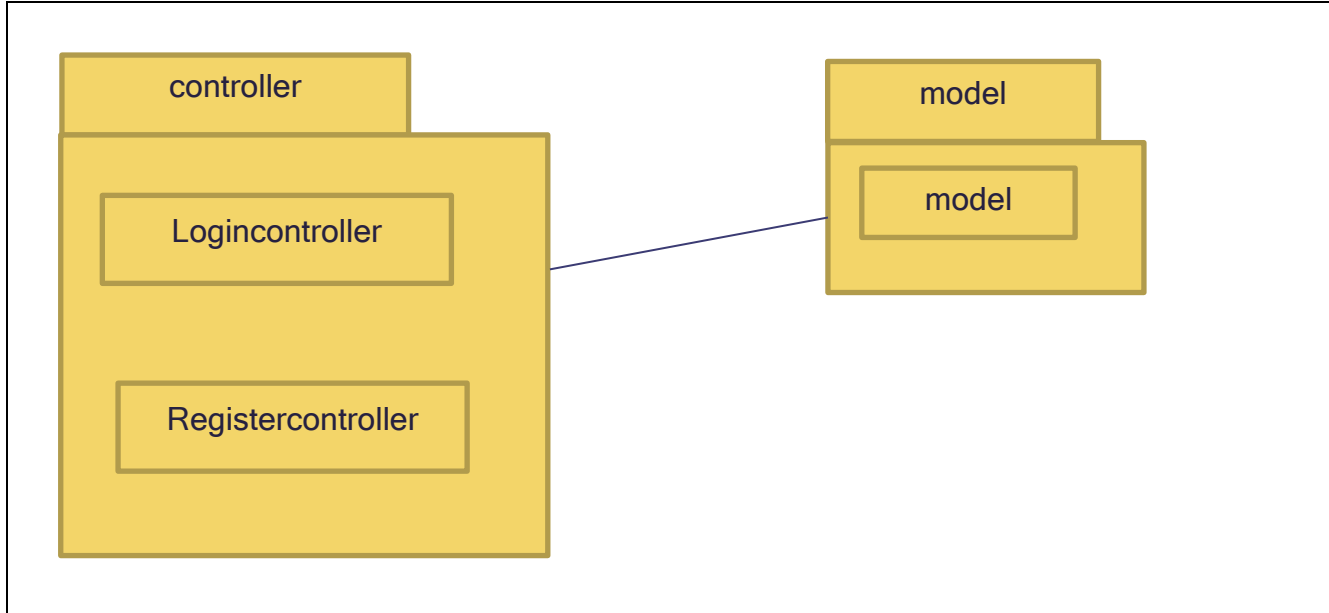 controller
Logincontroller
Registercontroller
model
model